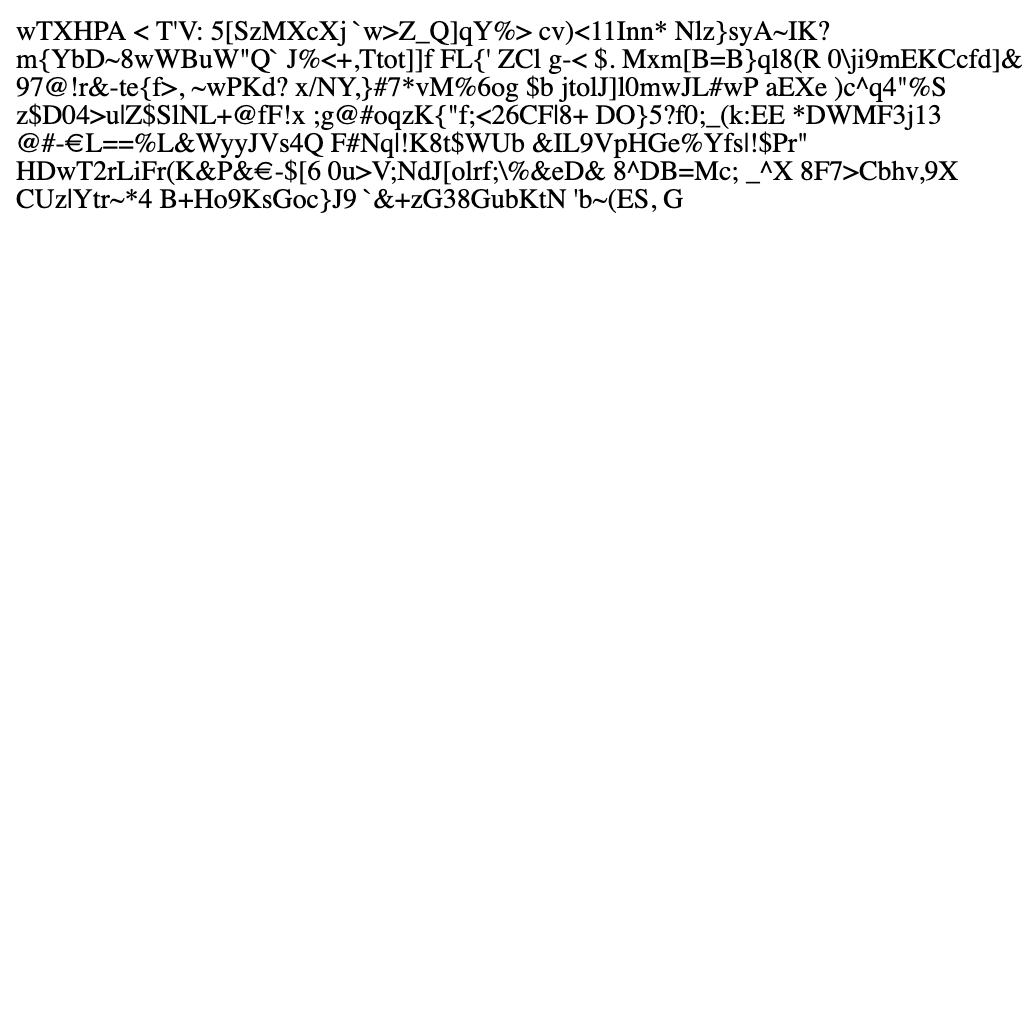 wTXHPA < T'V: 5[SzMXcXj `w>Z_Q]qY%> cv)<11Inn* Nlz}syA~IK?
m{YbD~8wWBuW"Q` J%<+,Ttot]]f FL{' ZCl g-< $. Mxm[B=B}ql8(R 0\ji9mEKCcfd]&
97@!r&-te{f>, ~wPKd? x/NY,}#7*vM%6og $b jtolJ]l0mwJL#wP aEXe )c^q4"%S
z$D04>u|Z$SlNL+@fF!x ;g@#oqzK{"f;<26CF|8+ DO}5?f0;_(k:EE *DWMF3j13
@#-€L==%L&WyyJVs4Q F#Nq|!K8t$WUb &IL9VpHGe%Yfs|!$Pr"
HDwT2rLiFr(K&P&€-$[6 0u>V;NdJ[olrf;\%&eD& 8^DB=Mc; _^X 8F7>Cbhv,9X
CUz|Ytr~*4 B+Ho9KsGoc}J9 `&+zG38GubKtN 'b~(ES, G